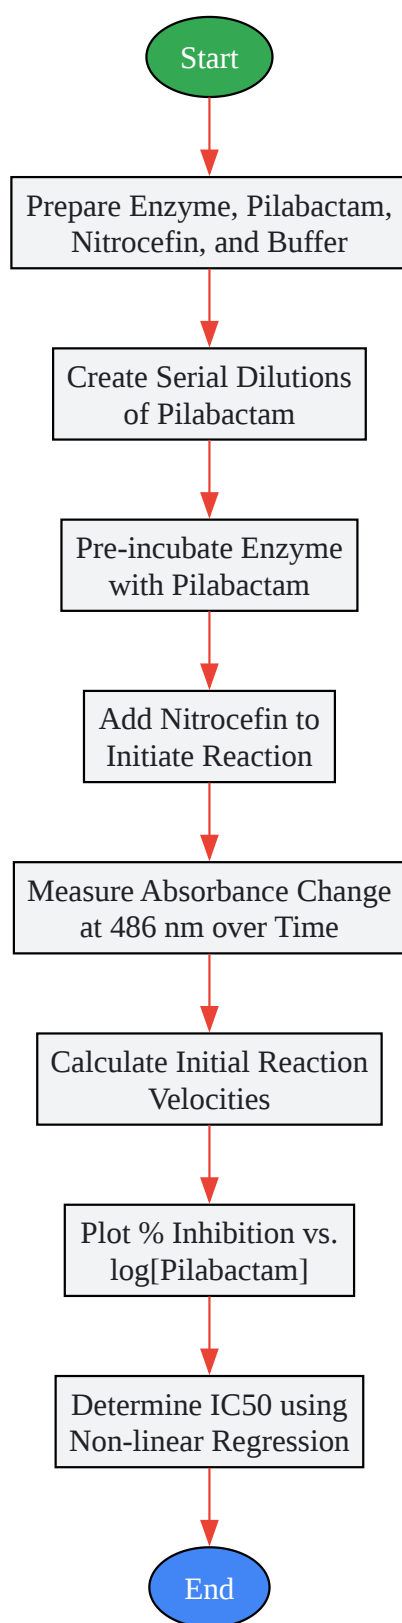 Start
Prepare Enzyme, Pilabactam,
Nitrocefin, and Buffer
Create Serial Dilutions
of Pilabactam
Pre-incubate Enzyme
with Pilabactam
Add Nitrocefin to
Initiate Reaction
Measure Absorbance Change
at 486 nm over Time
Calculate Initial Reaction
Velocities
Plot % Inhibition vs.
log[Pilabactam]
Determine IC50 using
Non-linear Regression
End